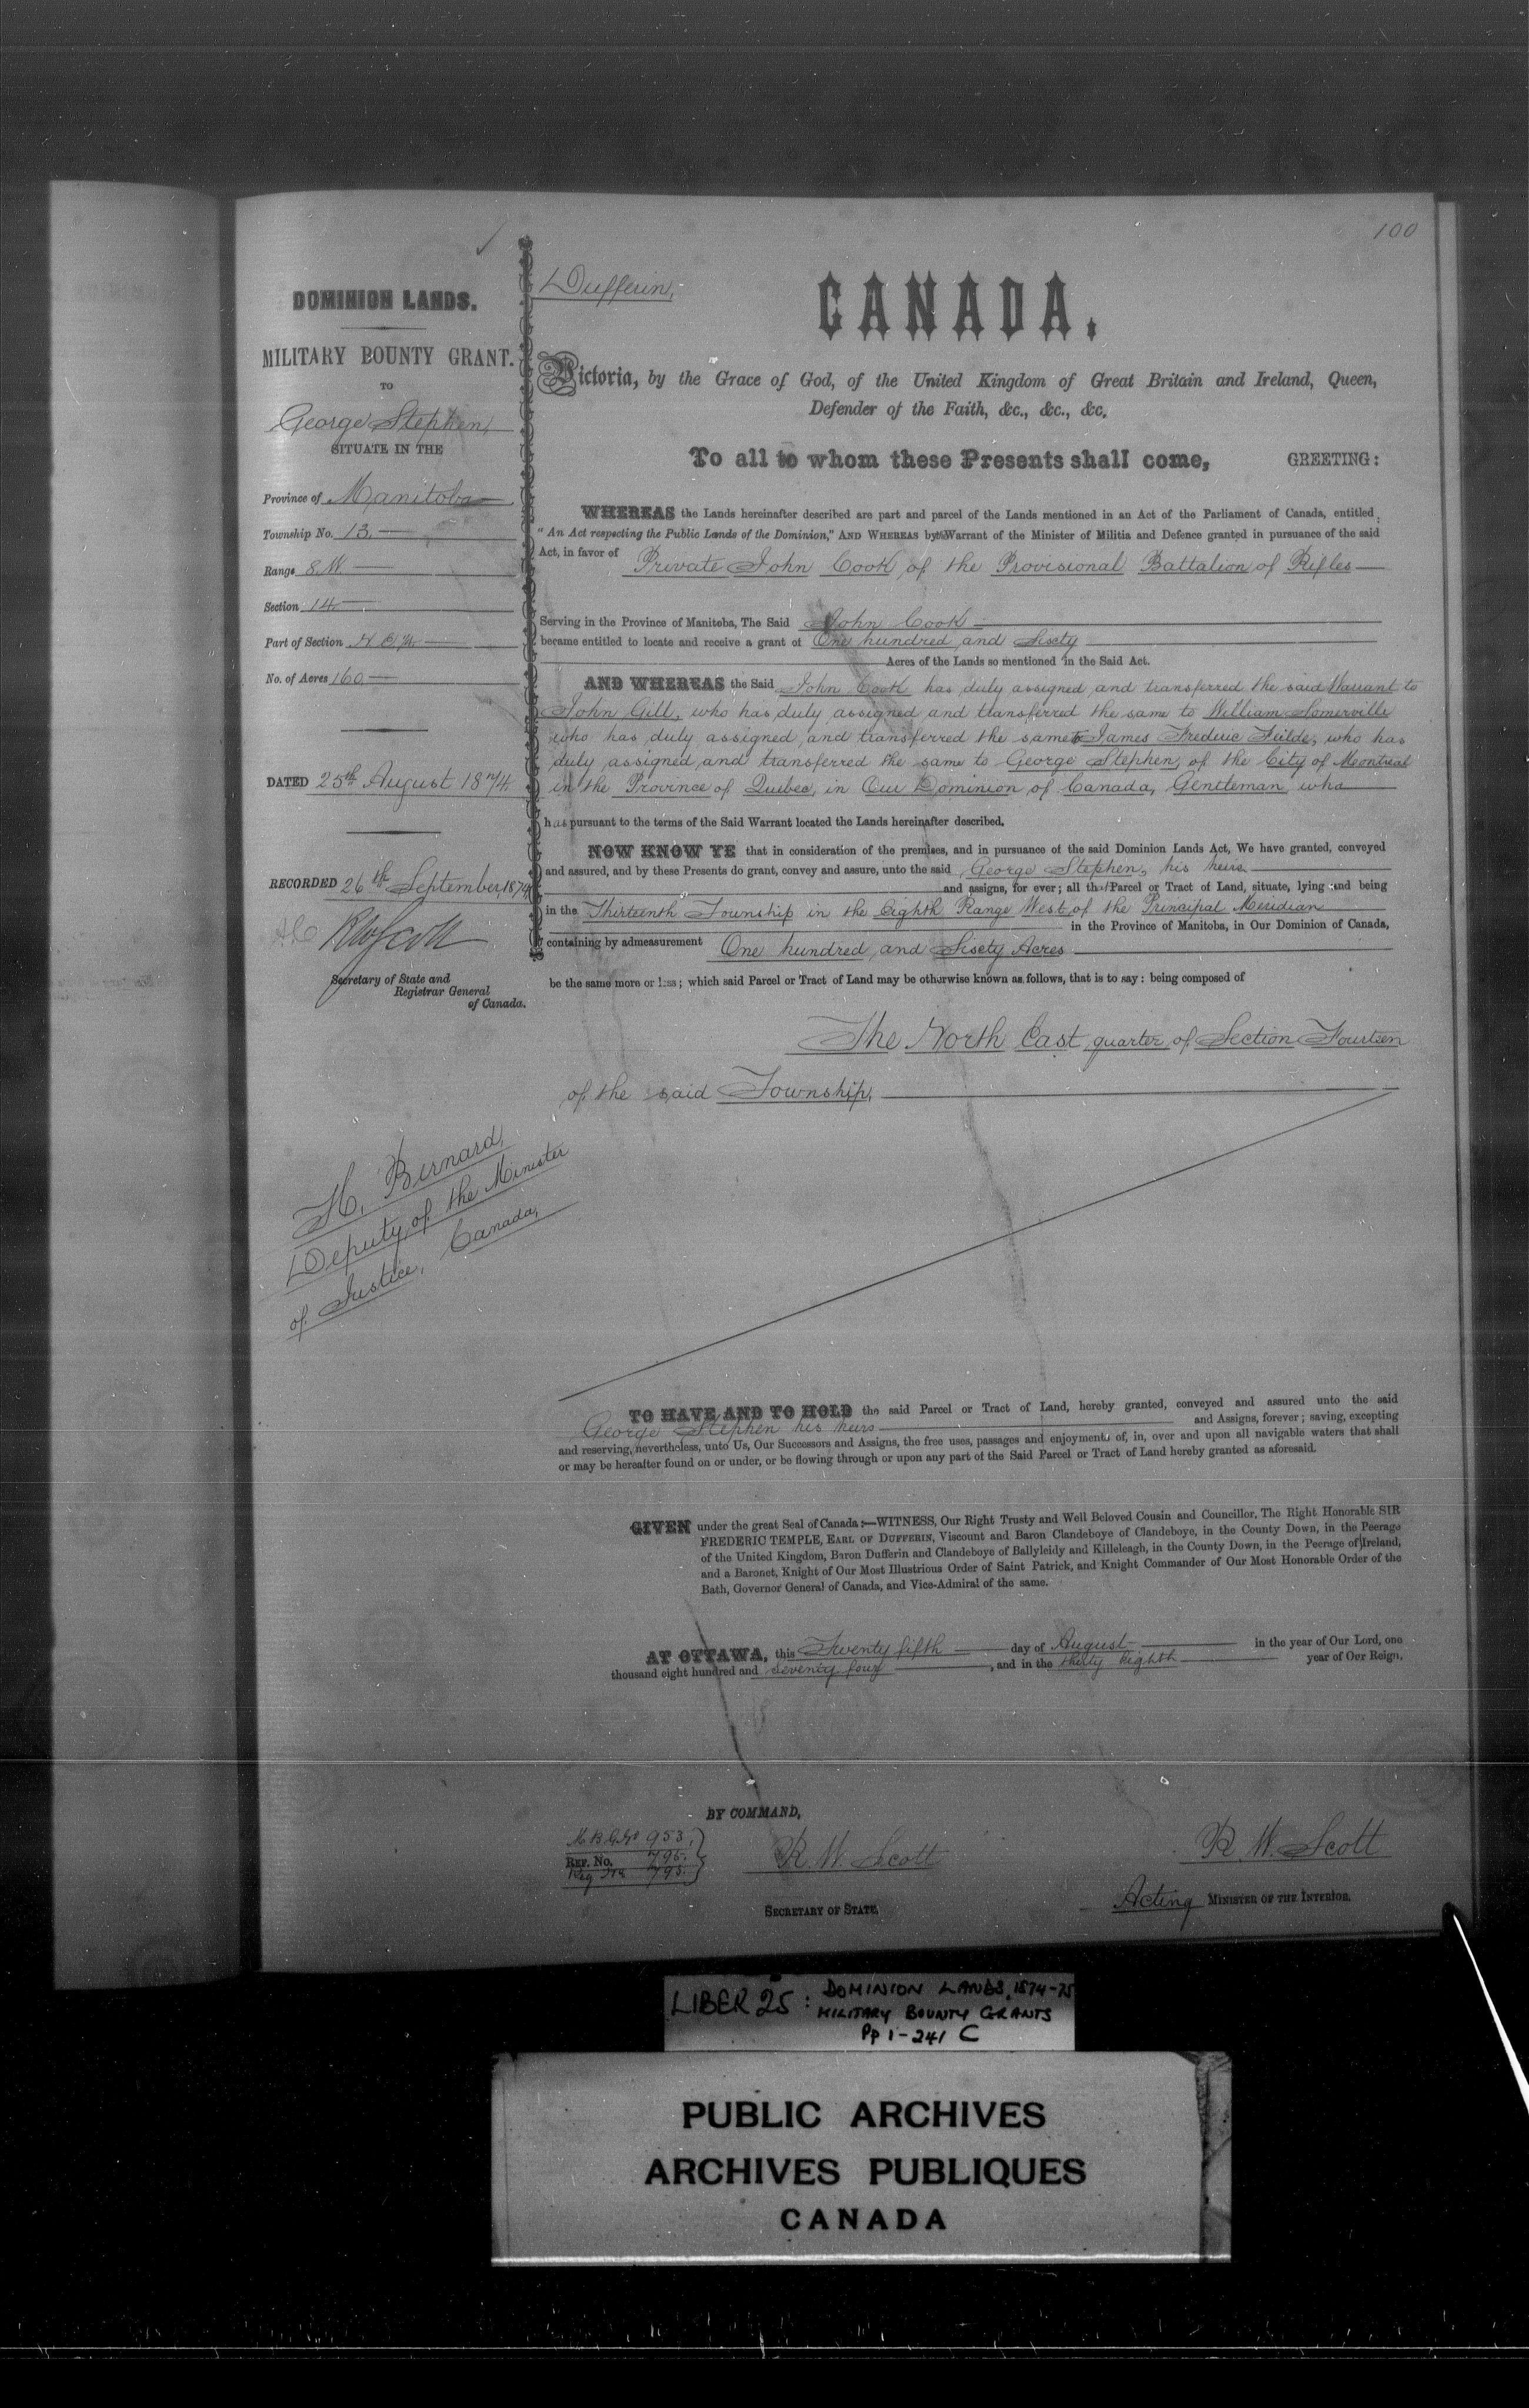 100
DOMINION LANDS.
MILITARY BOUNTY GRANT.
TO
George Stephen,
SITUATE IN THE
Province of Manitoba
Township No. 13.
Range 8 W.
Section 14
Part of Section N. E. ¼.
No. of Acres 160
DATED 25th August 1874.
RECORDED 26th September, 1874
RW Scott
Secretary of State and
Registrar General
of Canada.
H. Bernard,
Deputy of the Minister
of Justice, Canada,
Dufferin,
CANADA.
Victoria, by the Grace of God, of the United Kingdom of Great Britain and Ireland, Queen,
Defender of the Faith, &c., &c., &c.
To all to whom these Presents shall come, GREETING:
WHEREAS the Lands hereinafter described are part and parcel of the Lands mentioned in an Act of the Parliament of Canada, entitled
"An Act respecting the Public Lands of the Dominion," AND WHEREAS by the Warrant of the Minister of Militia and Defence granted in pursuance of the said
Act, in favor of Private John Cook, of the Provisional Battalion of Rifles
Serving in the Province of Manitoba, The Said John Cook
became entitled to locate and receive a grant of One hundred and Sixty
Acres of the Lands so mentioned in the Said Act.
AND WHEREAS the Said John Cook has duly assigned and transferred the said Warrant to
John Gill, who has duly assigned and transferred the same to William Somerville
who has duly assigned and transferred the same to James Frederic, who has
duly assigned and transferred the same to George Stephen, of the City of Montreal
in the Province of Quebec, in Our Dominion of Canada, Gentleman who
has pursuant to the terms of the Said Warrant located the Lands hereinafter described.
NOW KNOW YE that in consideration of the premises, and in pursuance of the said Dominion Lands Act, We have granted, conveyed
and assured, and by these Presents do grant, convey and assure, unto the said George Stephen, his heirs
and assigns, for ever; all that Parcel or Tract of Land, situate, lying and being
in the Thirteenth Township in the Eighth Range West of the Principal Meridian
in the Province of Manitoba, in Our Dominion of Canada,
containing by admeasurement One hundred and Sixty Acres
be the same more or less; which said Parcel or Tract of Land may be otherwise known as follows, that is to say: being composed of
The North East quarter of Section Fourteen
of the said Township,
TO HAVE AND TO HOLD the said Parcel or Tract of Land, hereby granted, conveyed and assured unto the said
George Stephen his heirs and Assigns, forever; saving, excepting
and reserving, nevertheless, unto Us, Our Successors and Assigns, the free uses, passages and enjoyments of, in, over and upon all navigable waters that shall
or may be hereafter found on or under, or be flowing through or upon any part of the Said Parcel or Tract of Land hereby granted as aforesaid.
GIVEN under the great Seal of Canada:—WITNESS, Our Right Trusty and Well Beloved Cousin and Councillor, The Right Honorable SIR
FREDERIC TEMPLE, EARL OF DUFFERIN, Viscount and Baron Clandeboye of Clandeboye, in the County Down, in the Peerage
of the United Kingdom, Baron Dufferin and Clandeboye of Ballyleidy and Killeleagh, in the County Down, in the Peerage of Ireland,
and a Baronet, Knight of Our Most Illustrious Order of Saint Patrick, and Knight Commander of Our Most Honorable Order of the
Bath, Governor General of Canada, and Vice-Admiral of the same.
AT OTTAWA, this Twenty fifth day of August in the year of Our Lord, one
thousand eight hundred and seventy four, and in the thirty eighth year of Our Reign.
BY COMMAND,
M.B.G. No 953.
REF. No. 795.
Reg No 795.
R. W. Scott
SECRETARY OF STATE.
R. W. Scott
Acting MINISTER OF THE INTERIOR.
LIBER 25: DOMINION LANDS, 1874-75
MILITARY BOUNTY GRANTS
Pp 1-241 C
PUBLIC ARCHIVES
ARCHIVES PUBLIQUES
CANADA